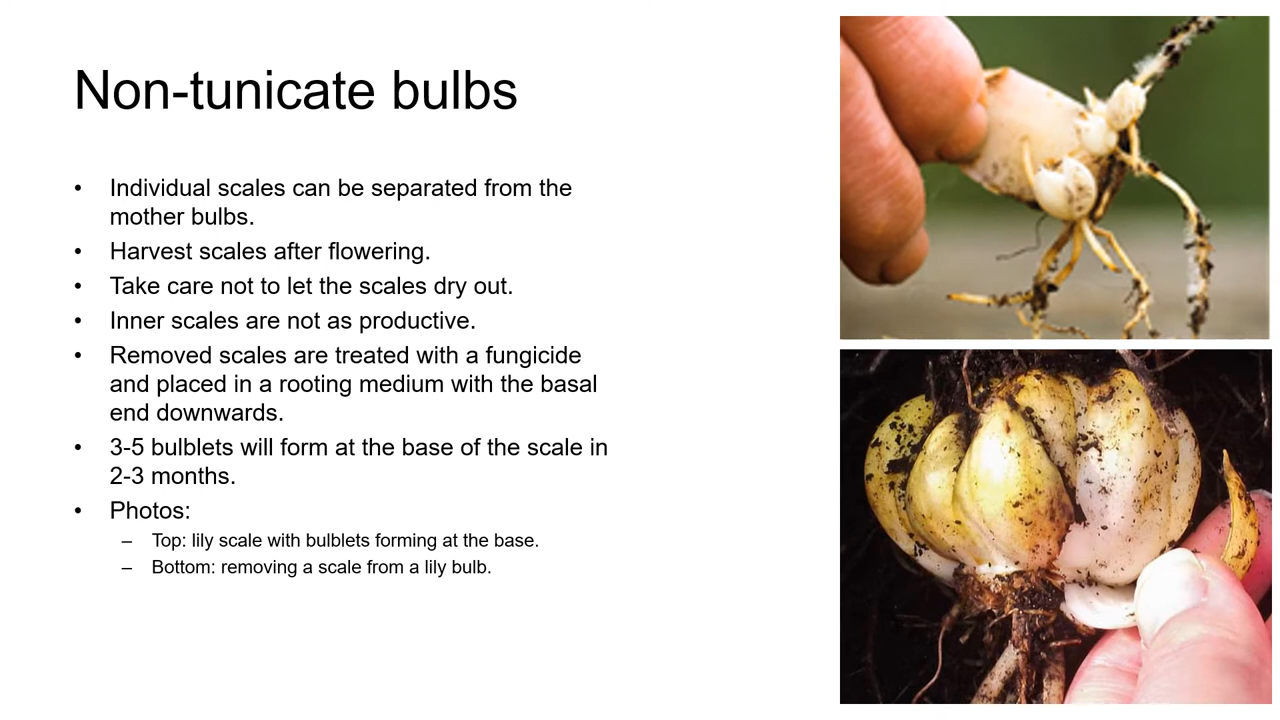 Non-tunicate bulbs
• Individual scales can be separated from the
mother bulbs.
• Harvest scales after flowering.
• Take care not to let the scales dry out.
• Inner scales are not as productive.
• Removed scales are treated with a fungicide
and placed in a rooting medium with the basal
end downwards.
• 3-5 bulblets will form at the base of the scale in
2-3 months.
• Photos:
– Top: lily scale with bulblets forming at the base.
– Bottom: removing a scale from a lily bulb.